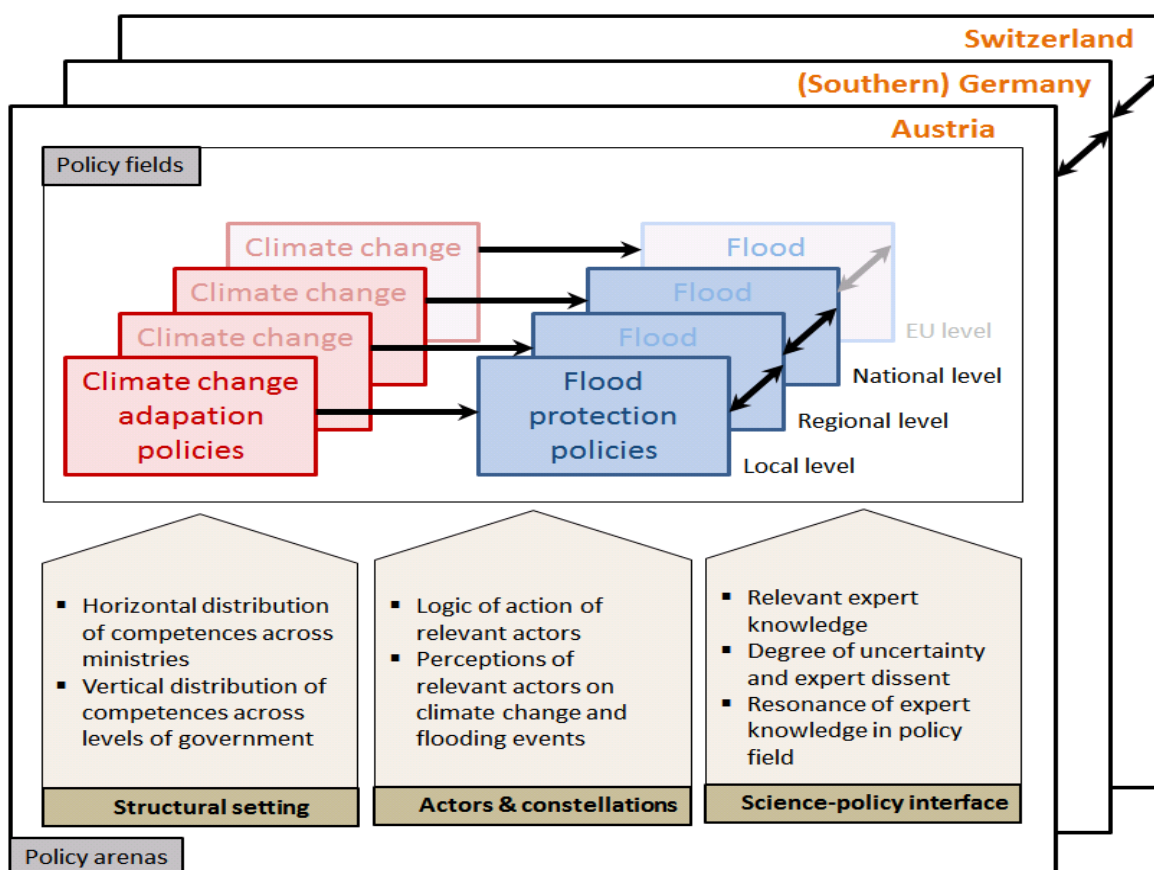 Switzerland
(Southern) Germany
Austria
Policy fields
Climate change
Flood
Climate change
Flood
EU level
Climate change
Flood
National level
Climate change
adapation
policies
Flood
protection
policies
Regional level
Local level
▪ Horizontal distribution
of competences across
ministries
▪ Vertical distribution of
competences across
levels of government
Structural setting
▪ Logic of action of
relevant actors
▪ Perceptions of
relevant actors on
climate change and
flooding events
Actors & constellations
▪ Relevant expert
knowledge
▪ Degree of uncertainty
and expert dissent
▪ Resonance of expert
knowledge in policy
field
Science-policy interface
Policy arenas